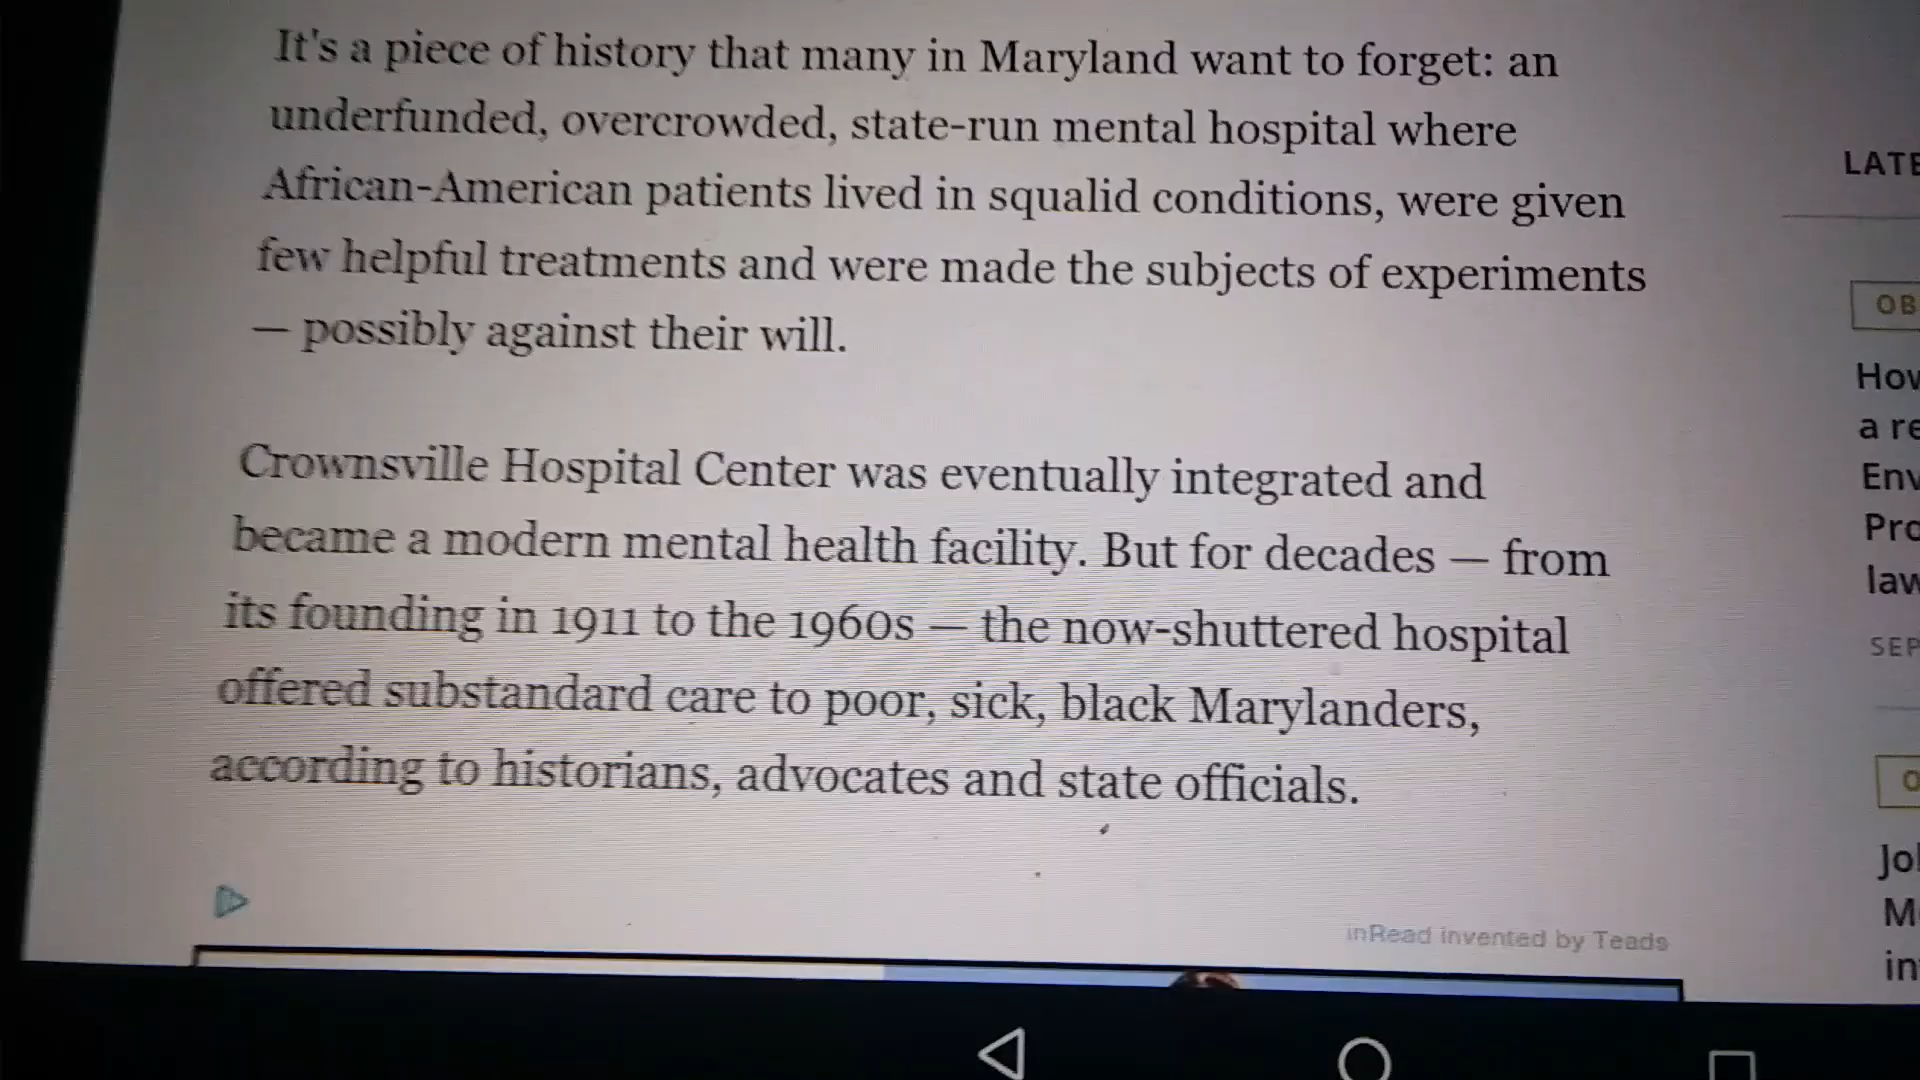 It's a piece of history that many in Maryland want to forget: an
underfunded, overcrowded, state-run mental hospital where
African-American patients lived in squalid conditions, were given
few helpful treatments and were made the subjects of experiments
— possibly against their will.
Crownsville Hospital Center was eventually integrated and
became a modern mental health facility. But for decades — from
its founding in 1911 to the 1960s — the now-shuttered hospital
offered substandard care to poor, sick, black Marylanders,
according to historians, advocates and state officials.
inRead invented by Teads
LATE
OB
How
a re
Env
Pro
law
SEP
O
Jo
M
in